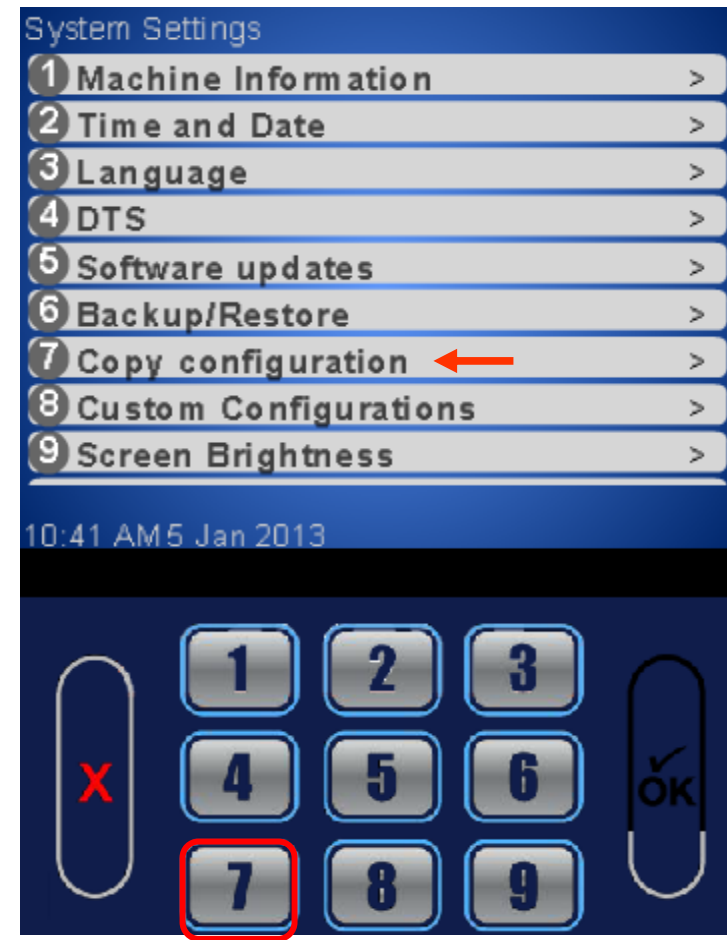 System Settings
1 Machine Information >
2 Time and Date >
3 Language >
4 DTS >
5 Software updates >
6 Backup/Restore >
7 Copy configuration >
8 Custom Configurations >
9 Screen Brightness >
10:41 AM 5 Jan 2013
1 2 3
X 4 5 6 OK
7 8 9